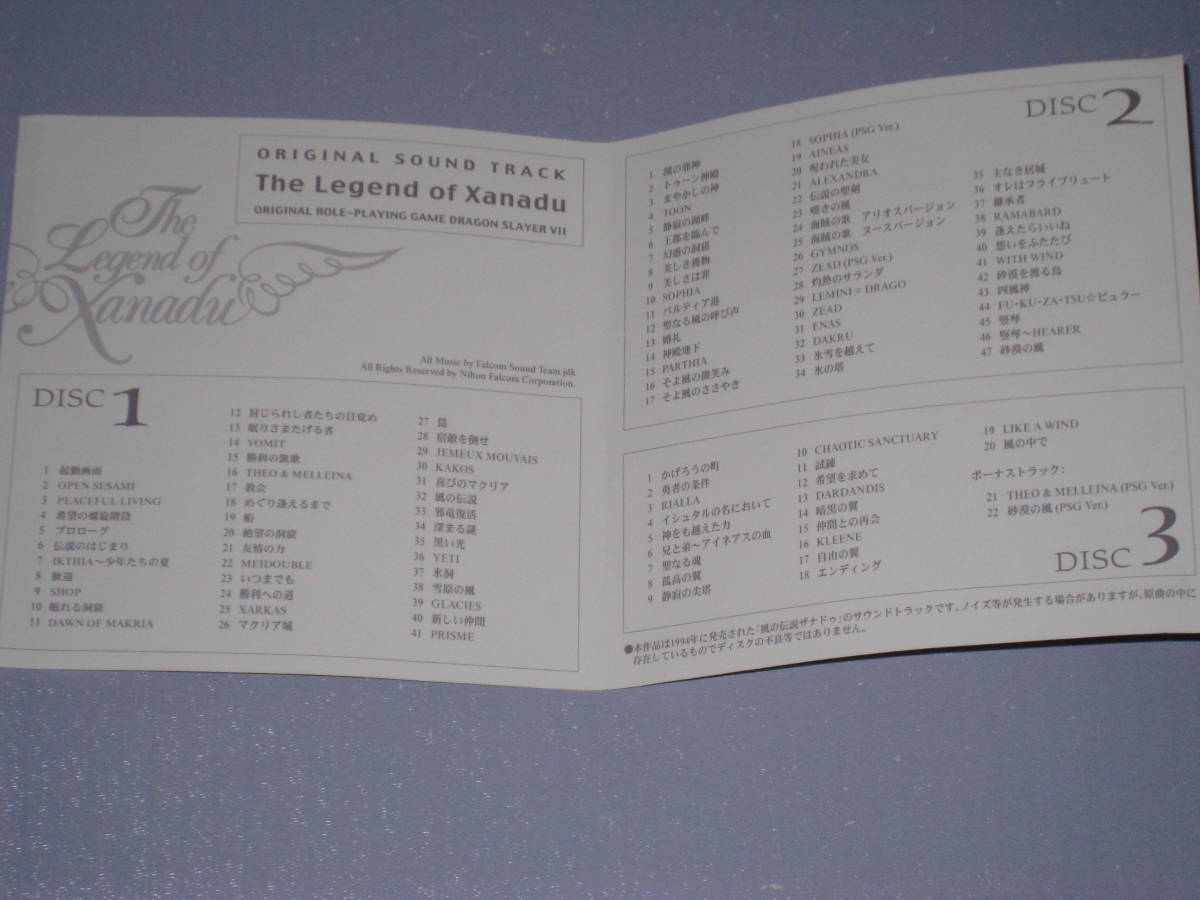 The
Legend of
Xanadu
ORIGINAL SOUND TRACK
The Legend of Xanadu
ORIGINAL ROLE-PLAYING GAME DRAGON SLAYER VII
All Music by Falcom Sound Team jdk
All Rights Reserved by Nihon Falcom Corporation.
DISC 1
1 起動画面
2 OPEN SESAMI
3 PEACEFUL LIVING
4 希望の螺旋階段
5 プロローグ
6 伝説のはじまり
7 IKTHIA～少年たちの夏
8 歓迎
9 SHOP
10 眠れる洞窟
11 DAWN OF MAKRIA
12 封じられし者たちの目覚め
13 眠りさまたげる者
14 VOMIT
15 勝利の凱歌
16 THEO & MELLEINA
17 教会
18 めぐり逢えるまで
19 船
20 絶望の洞窟
21 友情の力
22 MEIDOUBLE
23 いつまでも
24 勝利への道
25 XARKAS
26 マクリア城
27 罠
28 宿敵を倒せ
29 JEMEUX MOUVAIS
30 KAKOS
31 喜びのマクリア
32 風の伝説
33 邪竜復活
34 深まる謎
35 黒い光
36 YETI
37 氷洞
38 雪原の風
39 GLACIES
40 新しい仲間
41 PRISME
DISC 2
1 湖の邪神
2 トゥーン神殿
3 まやかしの神
4 TOON
5 静寂の湖畔
6 王都を臨んで
7 幻惑の洞窟
8 美しき獲物
9 美しさは罪
10 SOPHIA
11 パルティア港
12 聖なる風の呼び声
13 婚礼
14 神殿地下
15 PARTHIA
16 そよ風の微笑み
17 そよ風のささやき
18 SOPHIA (PSG Ver.)
19 AINEAS
20 呪われた美女
21 ALEXANDRA
22 伝説の聖剣
23 嘆きの風
24 海賊の歌 アリオスバージョン
25 海賊の歌 ヌースバージョン
26 GYMNOS
27 ZEAD (PSG Ver.)
28 灼熱のサランダ
29 LEMINI = DRAGO
30 ZEAD
31 ENAS
32 DAKRU
33 氷雪を越えて
34 氷の塔
35 主なき居城
36 オレはフライブリュート
37 継承者
38 RAMABARD
39 逢えたらいいね
40 想いをふたたび
41 WITH WIND
42 砂漠を渡る鳥
43 四風神
44 FU・KU・ZA・TSU☆ピュラー
45 竪琴
46 竪琴～HEARER
47 砂漠の風
1 かげろうの町
2 勇者の条件
3 RIALLA
4 イシュタルの名において
5 神をも越えた力
6 兄と弟～アイネアスの血
7 聖なる魂
8 孤高の翼
9 静寂の尖塔
10 CHAOTIC SANCTUARY
11 試練
12 希望を求めて
13 DARDANDIS
14 暗黒の翼
15 仲間との再会
16 KLEENE
17 自由の翼
18 エンディング
19 LIKE A WIND
20 風の中で
ボーナストラック:
21 THEO & MELLEINA (PSG Ver.)
22 砂漠の風 (PSG Ver.)
DISC 3
●本作品は1994年に発売された「風の伝説ザナドゥ」のサウンドトラックです。ノイズ等が発生する場合がありますが、原曲の中に
存在しているものでディスクの不良等ではありません。